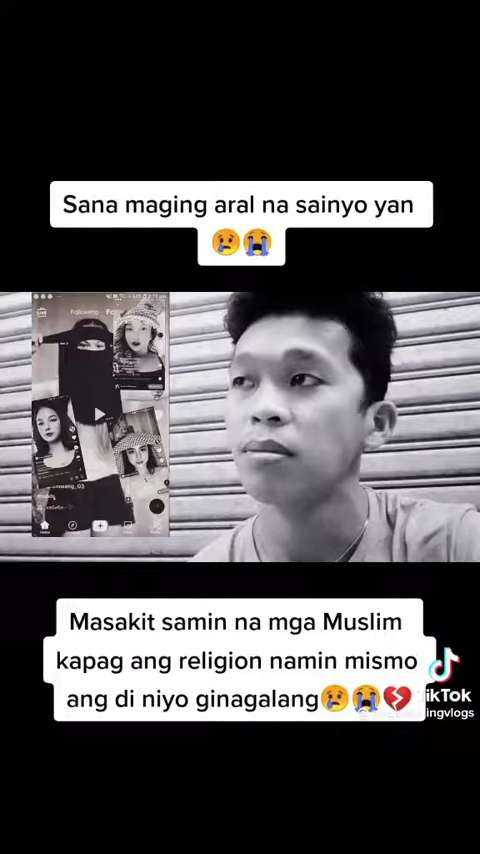 Sana maging aral na sainyo yan
😢😭
Following
Masakit samin na mga Muslim
kapag ang religion namin mismo
ang di niyo ginagalang😢😭💔
TikTok